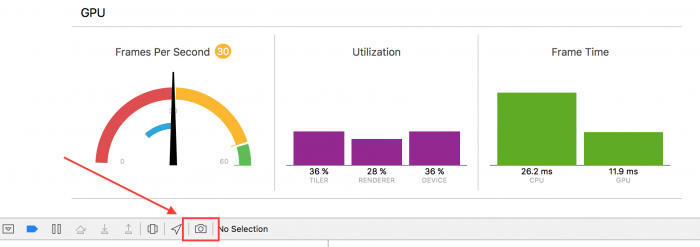 GPU
Frames Per Second 30
0
60
Utilization
36 %
TILER
28 %
RENDERER
36 %
DEVICE
Frame Time
26.2 ms
CPU
11.9 ms
GPU
No Selection